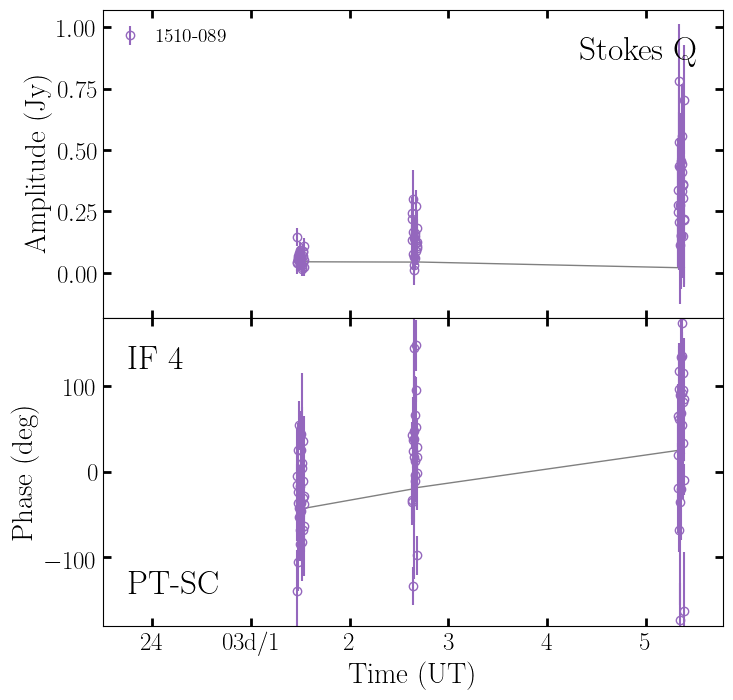 1510-089
Stokes Q
Amplitude (Jy)
1.00
0.75
0.50
0.25
0.00
IF 4
PT-SC
Phase (deg)
100
0
−100
24
03d/1
2
3
4
5
Time (UT)